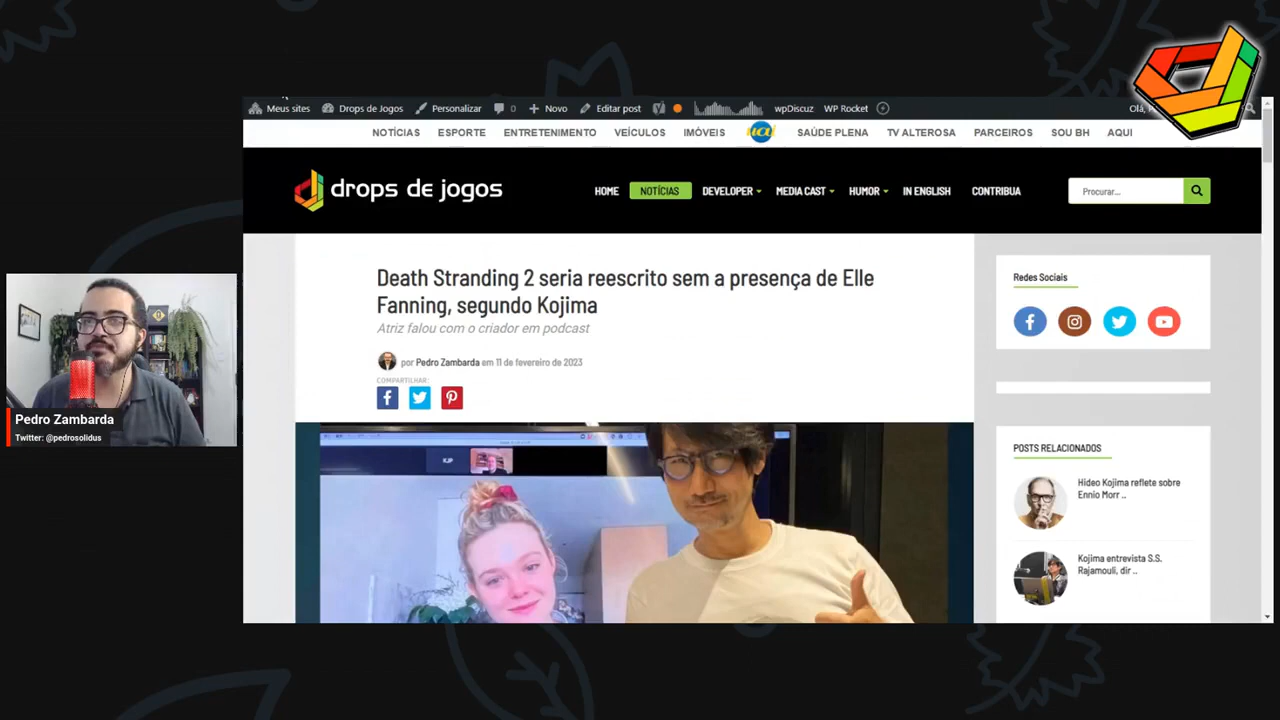 Meus sites
Drops de Jogos
Personalizar
0
Novo
Editar post
wpDiscuz
WP Rocket
NOTÍCIAS
ESPORTE
ENTRETENIMENTO
VEÍCULOS
IMÓVEIS
uai
SAÚDE PLENA
TV ALTEROSA
PARCEIROS
SOU BH
AQUI
drops de jogos
HOME
NOTÍCIAS
DEVELOPER
MEDIA CAST
HUMOR
IN ENGLISH
CONTRIBUA
Procurar...
Death Stranding 2 seria reescrito sem a presença de Elle
Fanning, segundo Kojima
Atriz falou com o criador em podcast
por Pedro Zambarda em 11 de fevereiro de 2023
COMPARTILHAR:
KJP
Redes Sociais
POSTS RELACIONADOS
Hideo Kojima reflete sobre
Ennio Morr ..
Kojima entrevista S.S.
Rajamouli, dir ..
Pedro Zambarda
Twitter: @pedrosolidus